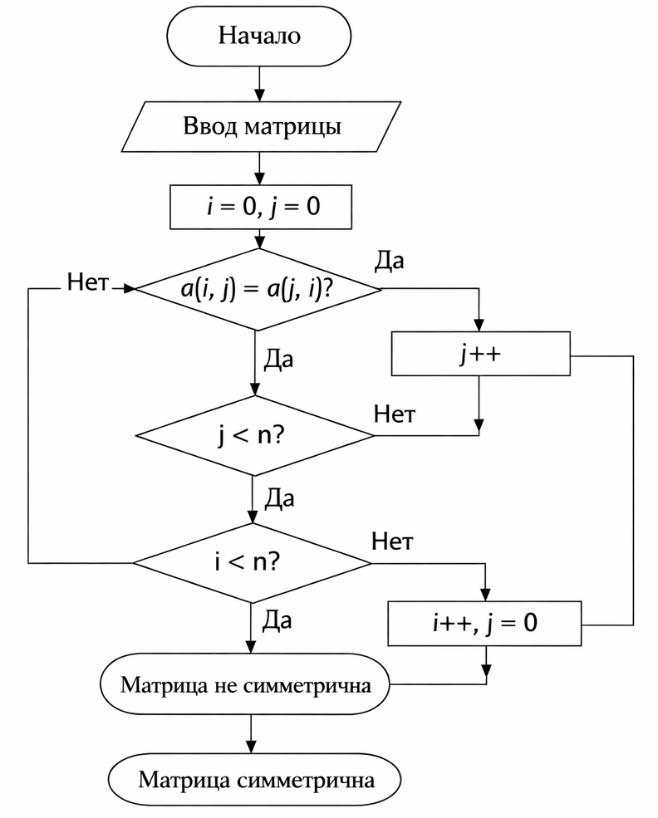 Начало
Ввод матрицы
i = 0, j = 0
Да
Нет
a(i, j) = a(j, i)?
j++
Да
Нет
j < n?
Да
Нет
i < n?
i++, j = 0
Да
Матрица не симметрична
Матрица симметрична